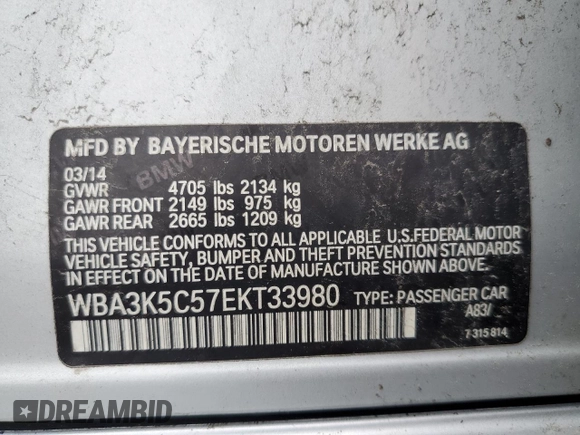 MFD BY BAYERISCHE MOTOREN WERKE AG
BMW
03/14
GVWR 4705 lbs 2134 kg
GAWR FRONT 2149 lbs 975 kg
GAWR REAR 2665 lbs 1209 kg
THIS VEHICLE CONFORMS TO ALL APPLICABLE U.S.FEDERAL MOTOR
VEHICLE SAFETY, BUMPER AND THEFT PREVENTION STANDARDS
IN EFFECT ON THE DATE OF MANUFACTURE SHOWN ABOVE.
WBA3K5C57EKT33980 TYPE: PASSENGER CAR
A83/
7 315 814
DREAMBID